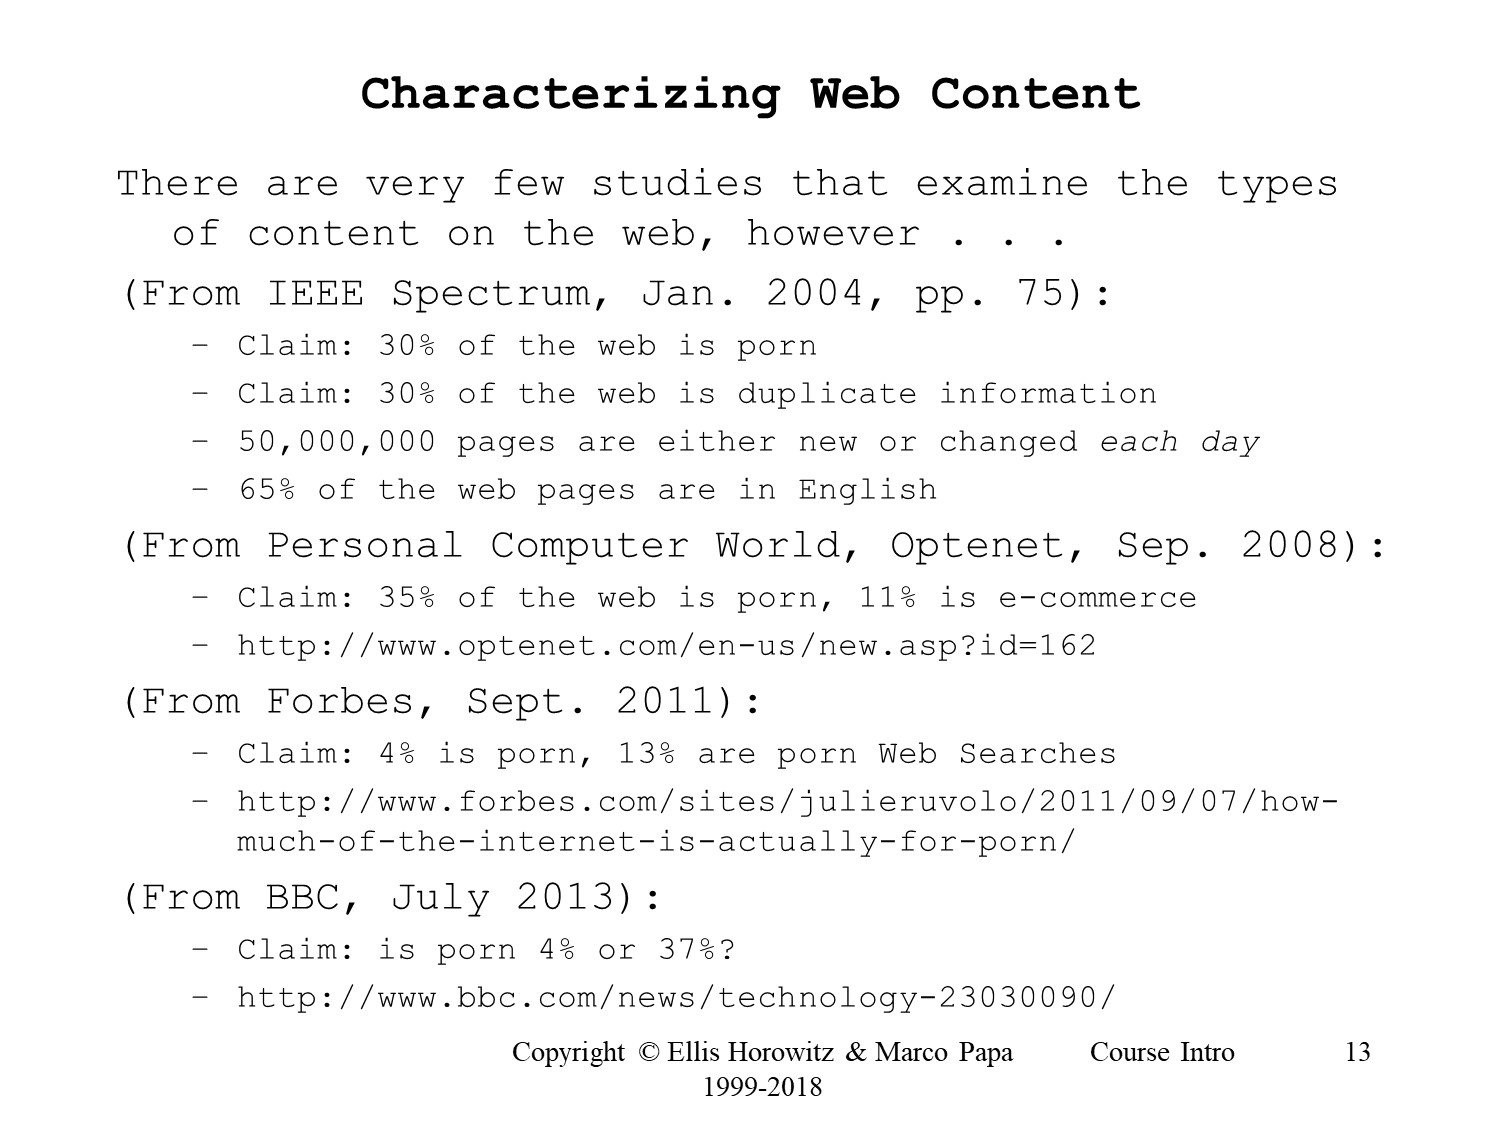 Characterizing Web Content
There are very few studies that examine the types
of content on the web, however . . .
(From IEEE Spectrum, Jan. 2004, pp. 75):
– Claim: 30% of the web is porn
– Claim: 30% of the web is duplicate information
– 50,000,000 pages are either new or changed each day
– 65% of the web pages are in English
(From Personal Computer World, Optenet, Sep. 2008):
– Claim: 35% of the web is porn, 11% is e-commerce
– http://www.optenet.com/en-us/new.asp?id=162
(From Forbes, Sept. 2011):
– Claim: 4% is porn, 13% are porn Web Searches
– http://www.forbes.com/sites/julieruvolo/2011/09/07/how-
much-of-the-internet-is-actually-for-porn/
(From BBC, July 2013):
– Claim: is porn 4% or 37%?
– http://www.bbc.com/news/technology-23030090/
Copyright © Ellis Horowitz & Marco Papa Course Intro 13
1999-2018